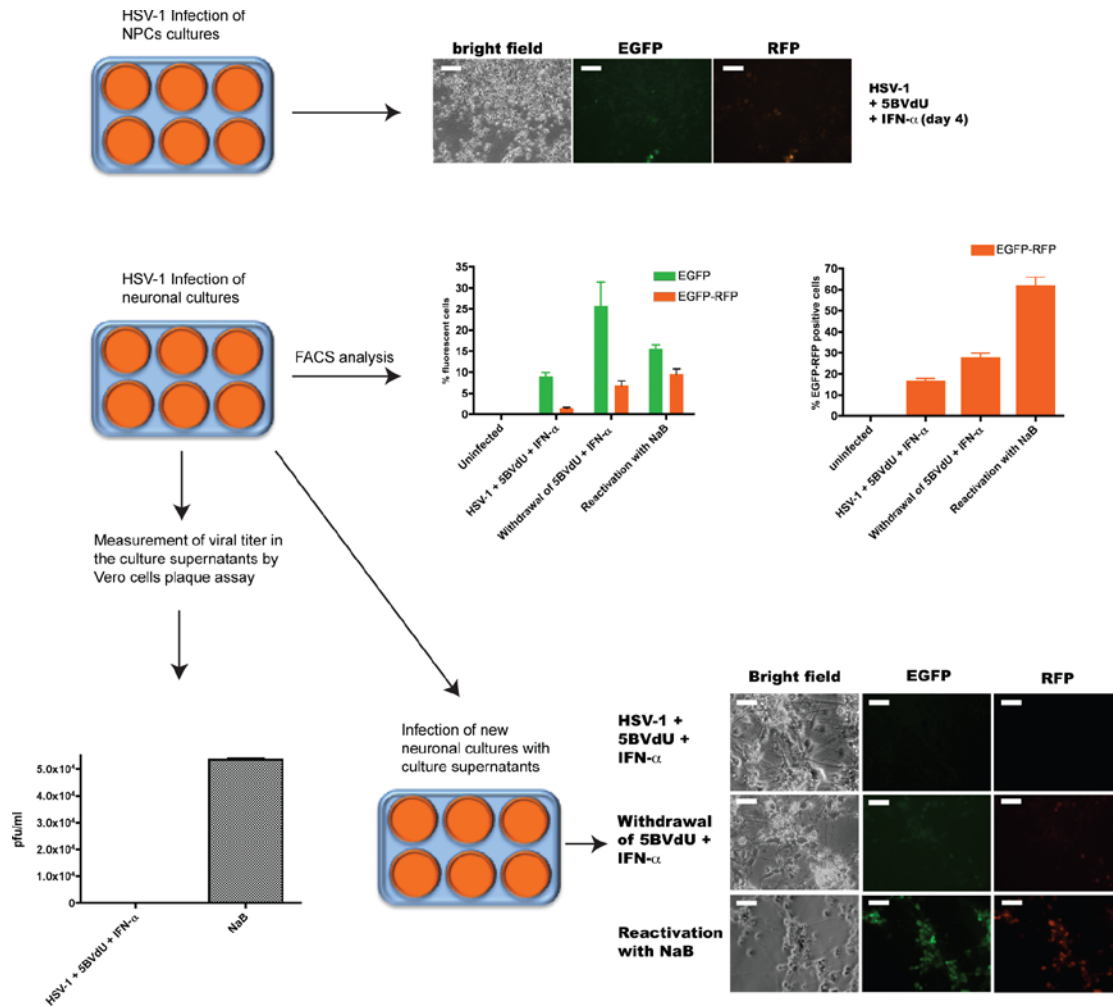 HSV-1 Infection of
NPCs cultures
bright field
EGFP
RFP
HSV-1
+ 5BVdU
+ IFN-α (day 4)
HSV-1 Infection of
neuronal cultures
FACS analysis
% fluorescent cells
35
30
25
20
15
10
5
0
EGFP
EGFP-RFP
Uninfected
HSV-1 + 5BVdU + IFN-α
Withdrawal of 5BVdU + IFN-α
Reactivation with NaB
EGFP-RFP
% EGFP-RFP positive cells
70
60
50
40
30
20
10
0
uninfected
HSV-1 + 5BVdU + IFN-α
Withdrawal of 5BVdU + IFN-α
Reactivation with NaB
Measurement of viral titer in
the culture supernatants by
Vero cells plaque assay
pfu/ml
5.0x10⁴
4.0x10⁴
3.0x10⁴
2.0x10⁴
1.0x10⁴
0
HSV-1 + 5BVdU + IFN-α
NaB
Infection of new
neuronal cultures with
culture supernatants
Bright field
EGFP
RFP
HSV-1 +
5BVdU +
IFN-α
Withdrawal
of 5BVdU +
IFN-α
Reactivation
with NaB